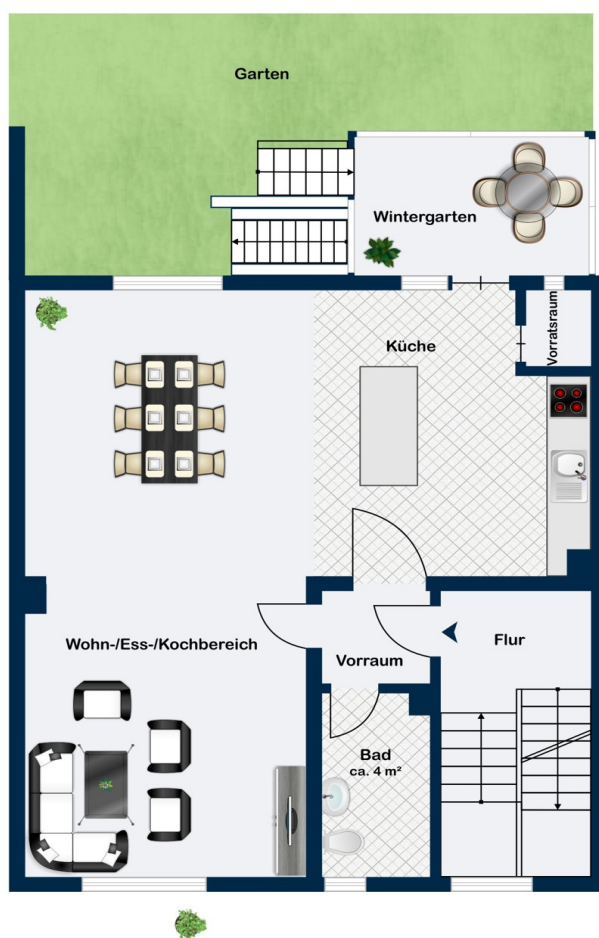 Garten
Wintergarten
Vorratsraum
Küche
Wohn-/Ess-/Kochbereich
Vorraum
Flur
Bad
ca. 4 m²